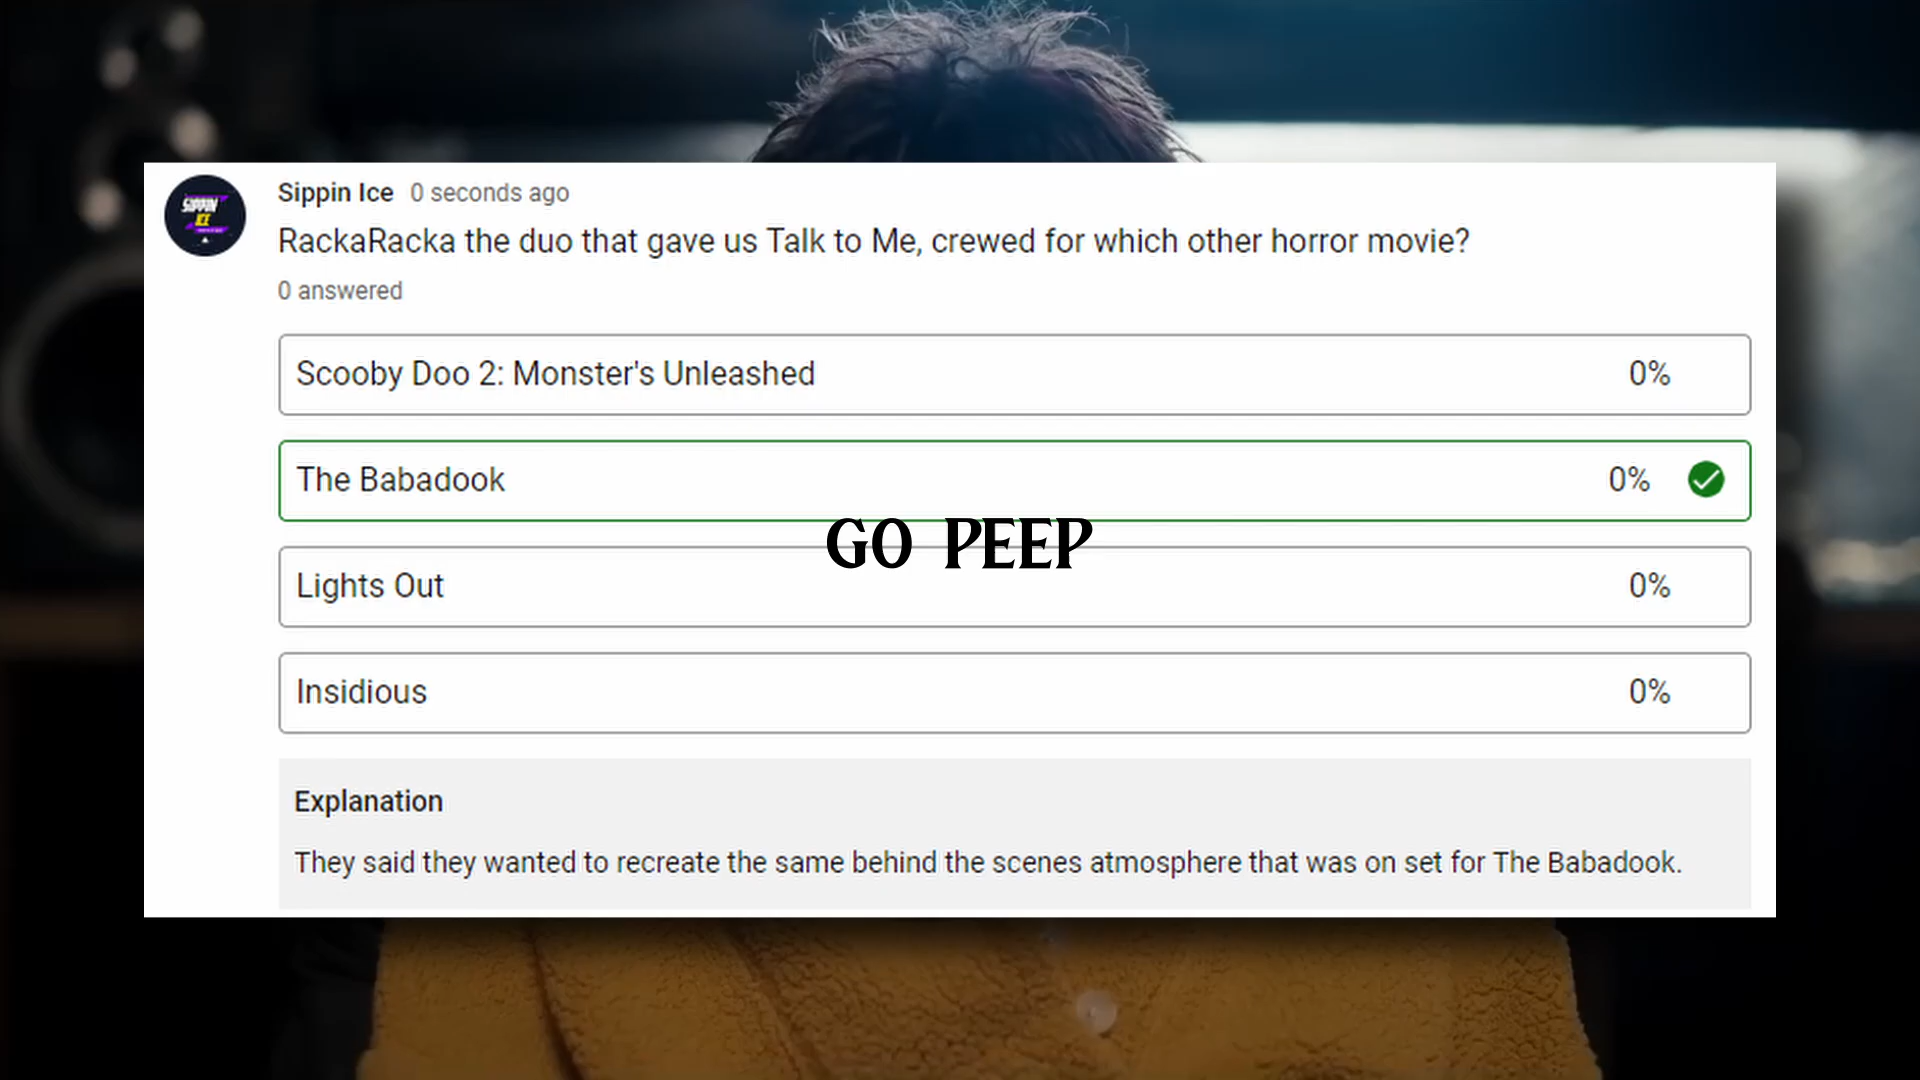 SIPPIN
ICE
Sippin Ice 0 seconds ago
RackaRacka the duo that gave us Talk to Me, crewed for which other horror movie?
0 answered
Scooby Doo 2: Monster's Unleashed 0%
The Babadook 0%
GO PEEP
Lights Out 0%
Insidious 0%
Explanation
They said they wanted to recreate the same behind the scenes atmosphere that was on set for The Babadook.